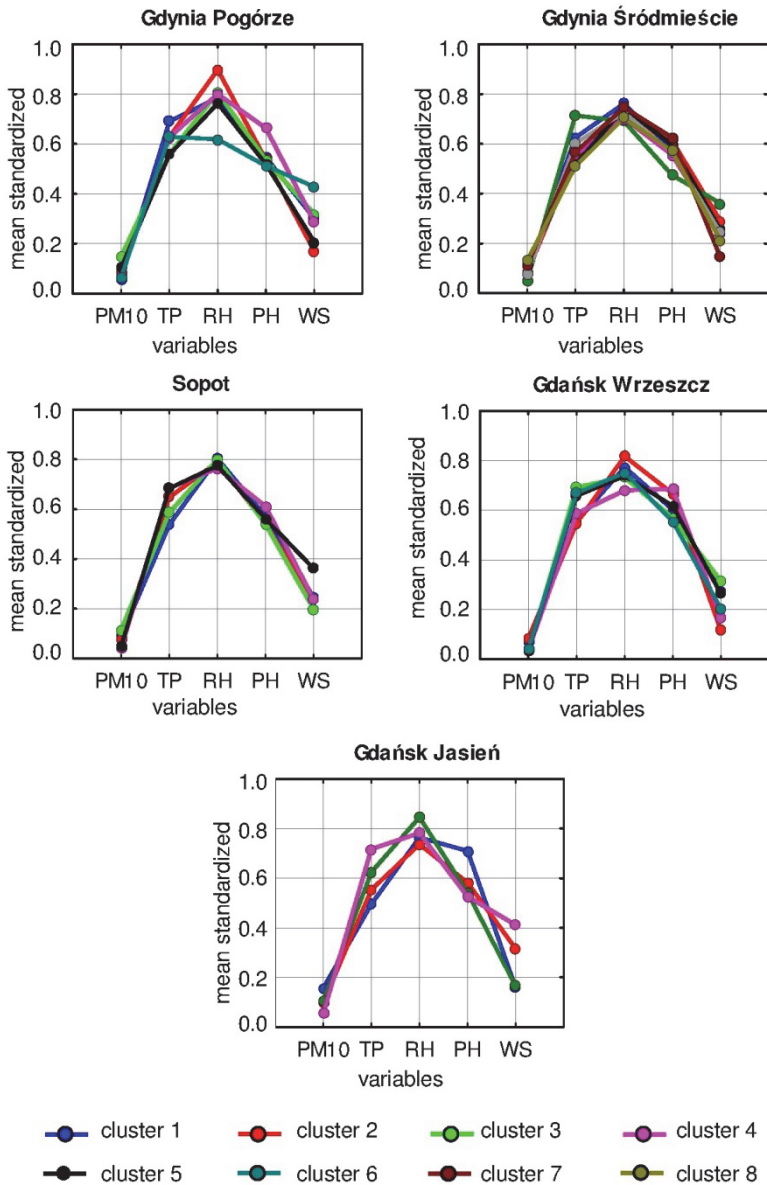 Gdynia Pogórze
Gdynia Śródmieście
mean standardized
1.0
0.8
0.6
0.4
0.2
0.0
PM10 TP RH PH WS
variables
mean standardized
1.0
0.8
0.6
0.4
0.2
0.0
PM10 TP RH PH WS
variables
Sopot
Gdańsk Wrzeszcz
mean standardized
1.0
0.8
0.6
0.4
0.2
0.0
PM10 TP RH PH WS
variables
mean standardized
1.0
0.8
0.6
0.4
0.2
0.0
PM10 TP RH PH WS
variables
Gdańsk Jasień
mean standardized
1.0
0.8
0.6
0.4
0.2
0.0
PM10 TP RH PH WS
variables
cluster 1 cluster 2 cluster 3 cluster 4
cluster 5 cluster 6 cluster 7 cluster 8